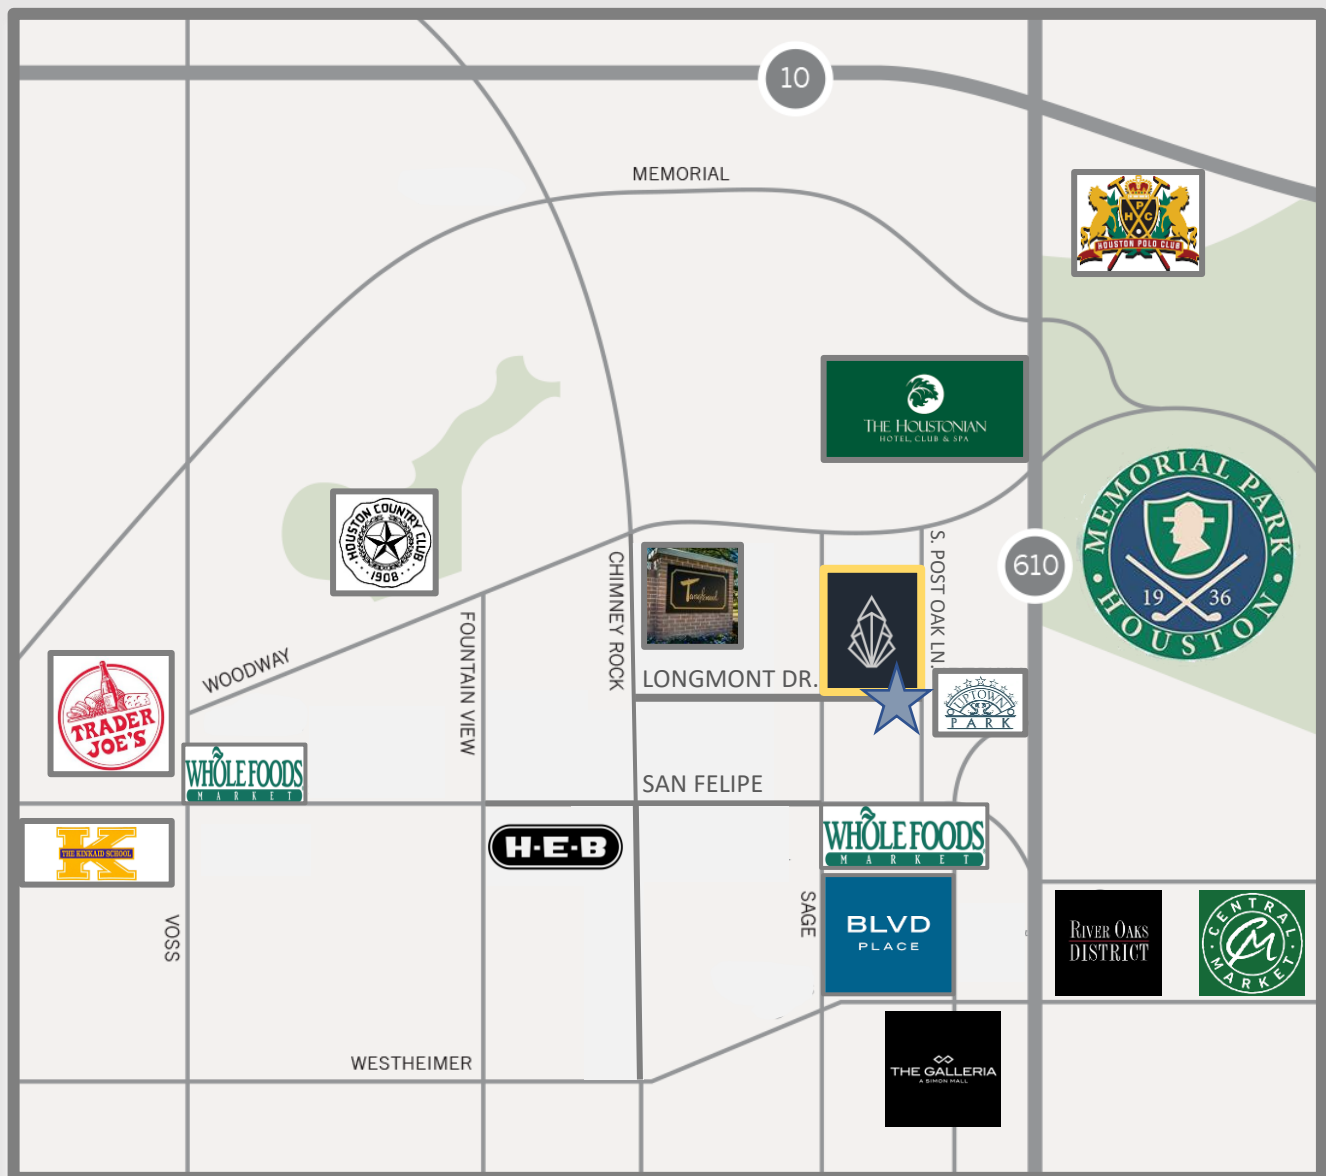 10
MEMORIAL
H P C
HOUSTON POLO CLUB
THE HOUSTONIAN
HOTEL, CLUB & SPA
MEMORIAL PARK
19 36
HOUSTON
HOUSTON COUNTRY CLUB
1908
CHIMNEY ROCK
Tanglewood
S. POST OAK LN.
610
FOUNTAIN VIEW
WOODWAY
LONGMONT DR.
UPTOWN
PARK
TRADER
JOE'S
WHOLE FOODS
MARKET
SAN FELIPE
THE KINKAID SCHOOL
K
H-E-B
WHOLE FOODS
MARKET
VOSS
SAGE
BLVD
PLACE
RIVER OAKS
DISTRICT
CENTRAL
CM
MARKET
WESTHEIMER
THE GALLERIA
A SIMON MALL